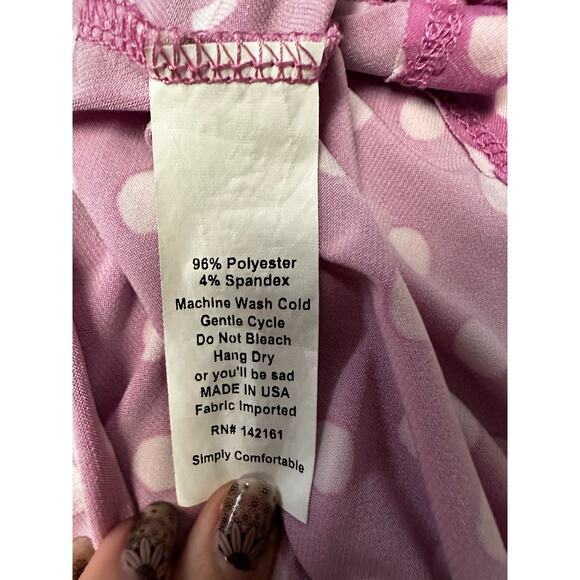 96% Polyester
4% Spandex
Machine Wash Cold
Gentle Cycle
Do Not Bleach
Hang Dry
or you'll be sad
MADE IN USA
Fabric Imported
RN# 142161
Simply Comfortable